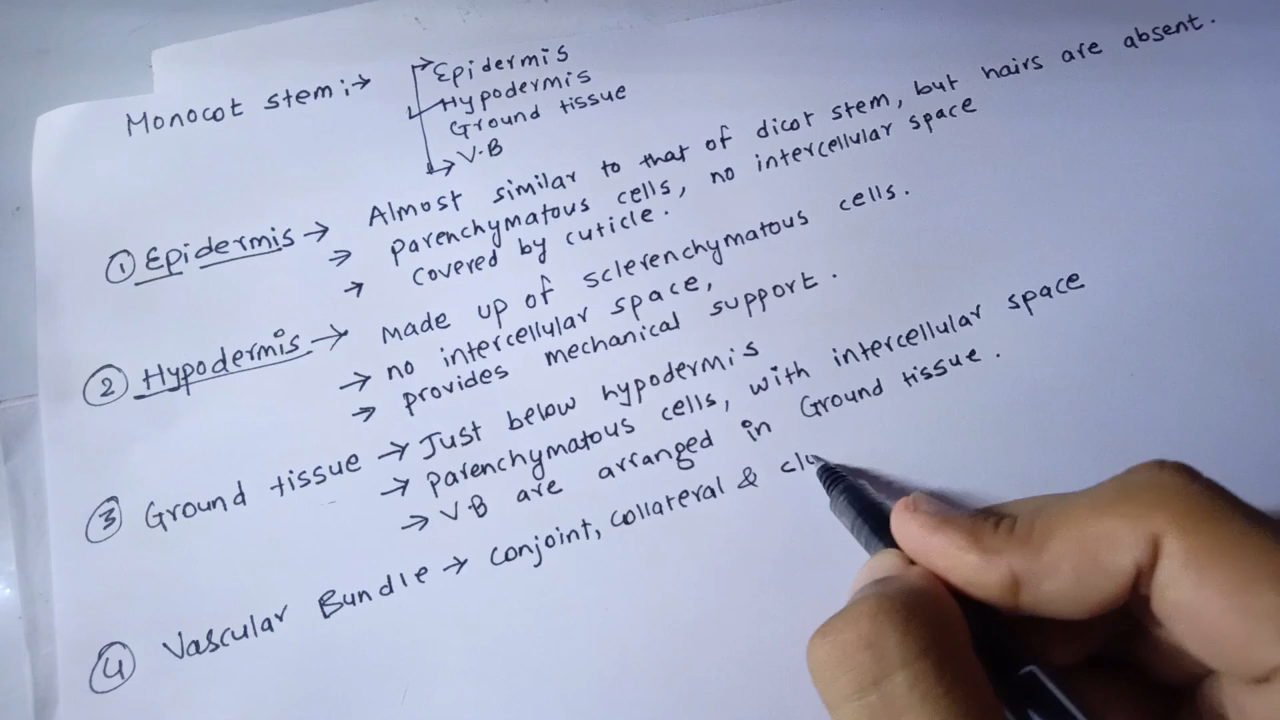 Monocot stem :→ Epidermis
Hypodermis
Ground tissue
V.B
① Epidermis → Almost similar to that of dicot stem, but hairs are absent.
→ parenchymatous cells, no intercellular space
→ covered by cuticle.
② Hypodermis → made up of sclerenchymatous cells.
→ no intercellular space,
→ provides mechanical support.
③ Ground tissue → Just below hypodermis
→ parenchymatous cells, with intercellular space
→ V.B are arranged in Ground tissue.
④ Vascular Bundle → conjoint, collateral &